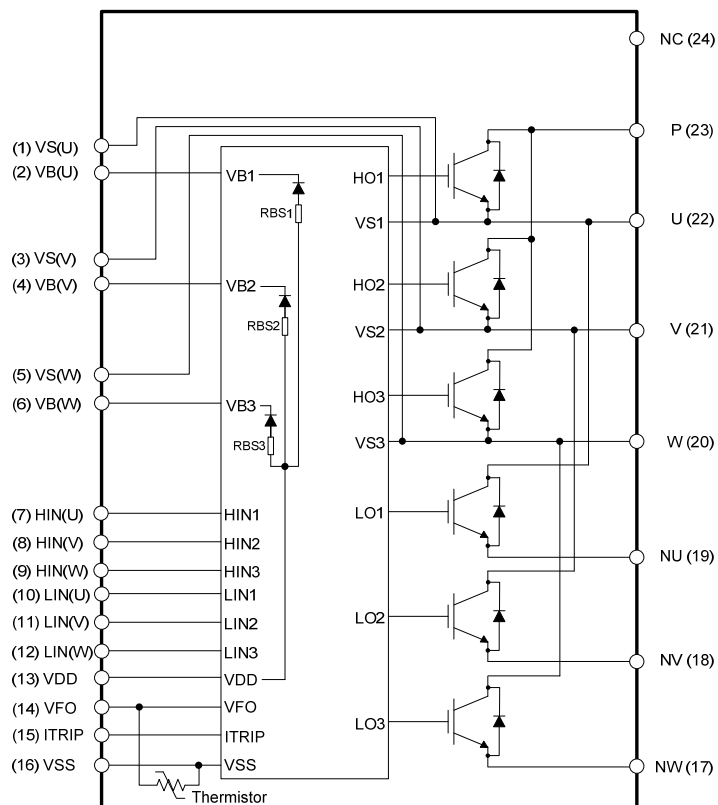 NC (24)
(1) VS(U)
(2) VB(U)
(3) VS(V)
(4) VB(V)
(5) VS(W)
(6) VB(W)
(7) HIN(U)
(8) HIN(V)
(9) HIN(W)
(10) LIN(U)
(11) LIN(V)
(12) LIN(W)
(13) VDD
(14) VFO
(15) ITRIP
(16) VSS
Thermistor
VB1
RBS1
VB2
RBS2
VB3
RBS3
HIN1
HIN2
HIN3
LIN1
LIN2
LIN3
VDD
VFO
ITRIP
VSS
HO1
VS1
HO2
VS2
HO3
VS3
LO1
LO2
LO3
P (23)
U (22)
V (21)
W (20)
NU (19)
NV (18)
NW (17)